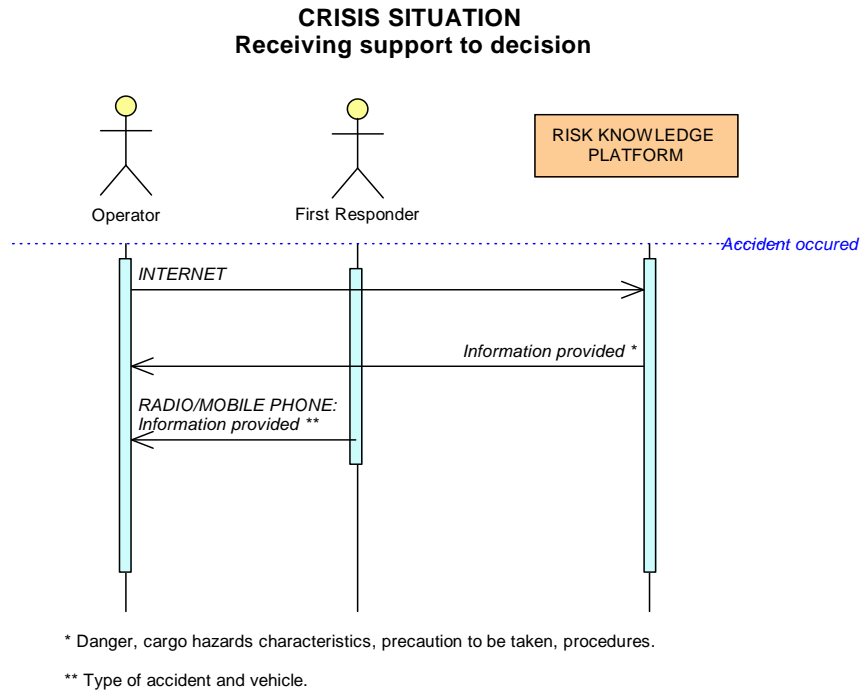 CRISIS SITUATION
Receiving support to decision
RISK KNOWLEDGE
PLATFORM
Operator
First Responder
Accident occured
INTERNET
Information provided *
RADIO/MOBILE PHONE:
Information provided **
* Danger, cargo hazards characteristics, precaution to be taken, procedures.
** Type of accident and vehicle.